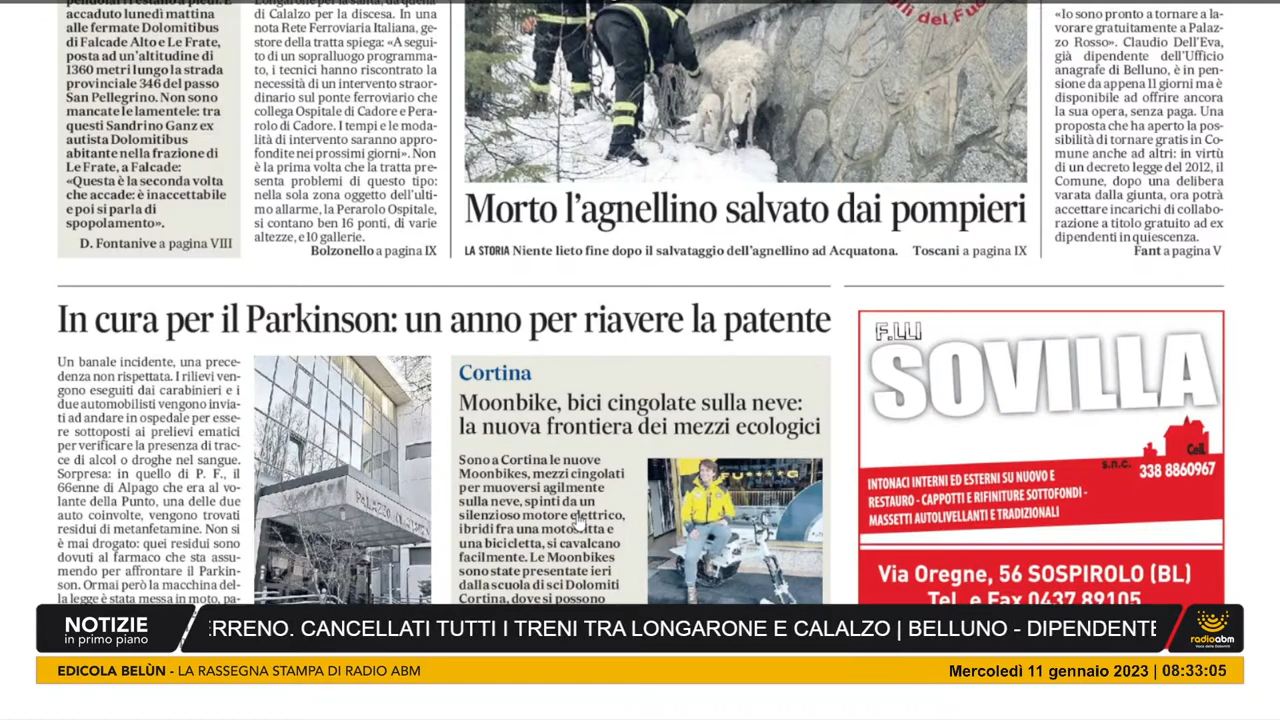 pendolari restano a piedi. È
accaduto lunedì mattina
alle fermate Dolomitibus
di Falcade Alto e Le Frate,
posta ad un'altitudine di
1360 metri lungo la strada
provinciale 346 del passo
San Pellegrino. Non sono
mancate le lamentele: tra
questi Sandrino Ganz ex
autista Dolomitibus
abitante nella frazione di
Le Frate, a Falcade:
«Questa è la seconda volta
che accade: è inaccettabile
e poi si parla di
spopolamento».
D. Fontanive a pagina VIII
Longarone per la salita, da quella
di Calalzo per la discesa. In una
nota Rete Ferroviaria Italiana, ge-
store della tratta spiega: «A segui-
to di un sopralluogo programma-
to, i tecnici hanno riscontrato la
necessità di un intervento straor-
dinario sul ponte ferroviario che
collega Ospitale di Cadore e Pera-
rolo di Cadore. I tempi e le moda-
lità di intervento saranno appro-
fondite nei prossimi giorni». Non
è la prima volta che la tratta pre-
senta problemi di questo tipo:
nella sola zona oggetto dell'ulti-
mo allarme, la Perarolo Ospitale,
si contano ben 16 ponti, di varie
altezze, e 10 gallerie.
Bolzonello a pagina IX
Morto l'agnellino salvato dai pompieri
LA STORIA Niente lieto fine dopo il salvataggio dell'agnellino ad Acquatona. Toscani a pagina IX
«Io sono pronto a tornare a la-
vorare gratuitamente a Palaz-
zo Rosso». Claudio Dell'Eva,
già dipendente dell'Ufficio
anagrafe di Belluno, è in pen-
sione da appena 11 giorni ma è
disponibile ad offrire ancora
la sua opera, senza paga. Una
proposta che ha aperto la pos-
sibilità di tornare gratis in Co-
mune anche ad altri: in virtù
di un decreto legge del 2012, il
Comune, dopo una delibera
varata dalla giunta, ora potrà
accettare incarichi di collabo-
razione a titolo gratuito ad ex
dipendenti in quiescenza.
Fant a pagina V
In cura per il Parkinson: un anno per riavere la patente
Un banale incidente, una prece-
denza non rispettata. I rilievi ven-
gono eseguiti dai carabinieri e i
due automobilisti vengono invia-
ti ad andare in ospedale per esse-
re sottoposti ai prelievi ematici
per verificare la presenza di trac-
ce di alcol o droghe nel sangue.
Sorpresa: in quello di P. F., il
66enne di Alpago che era al vo-
lante della Punto, una delle due
auto coinvolte, vengono trovati
residui di metanfetamine. Non si
è mai drogato: quei residui sono
dovuti al farmaco che sta assu-
mendo per affrontare il Parkin-
son. Ormai però la macchina del-
la legge è stata messa in moto, pa-
PALAZZO
Cortina
Moonbike, bici cingolate sulla neve:
la nuova frontiera dei mezzi ecologici
Sono a Cortina le nuove
Moonbikes, mezzi cingolati
per muoversi agilmente
sulla neve, spinti da un
silenzioso motore elettrico,
ibridi fra una motoslitta e
una bicicletta, si cavalcano
facilmente. Le Moonbikes
sono state presentate ieri
dalla scuola di sci Dolomiti
Cortina, dove si possono
F.LLI
SOVILLA
s.n.c.
Cell.
338 8860967
INTONACI INTERNI ED ESTERNI SU NUOVO E
RESTAURO - CAPPOTTI E RIFINITURE SOTTOFONDI -
MASSETTI AUTOLIVELLANTI E TRADIZIONALI
Via Oregne, 56 SOSPIROLO (BL)
Tel. e Fax 0437 89105
NOTIZIE
in primo piano
ERRENO. CANCELLATI TUTTI I TRENI TRA LONGARONE E CALALZO | BELLUNO - DIPENDENTE
radioabm
Voce delle Dolomiti
EDICOLA BELÙN - LA RASSEGNA STAMPA DI RADIO ABM
Mercoledì 11 gennaio 2023 | 08:33:05